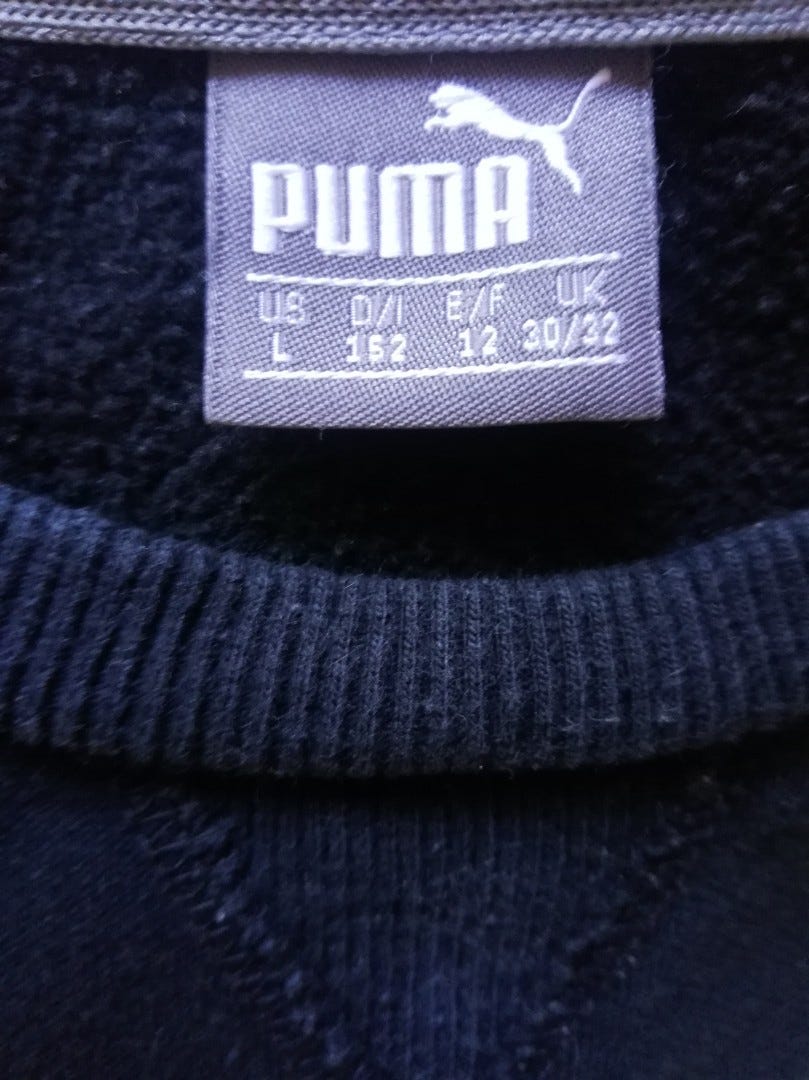 PUMA
US D/I E/F UK
L 152 12 30/32